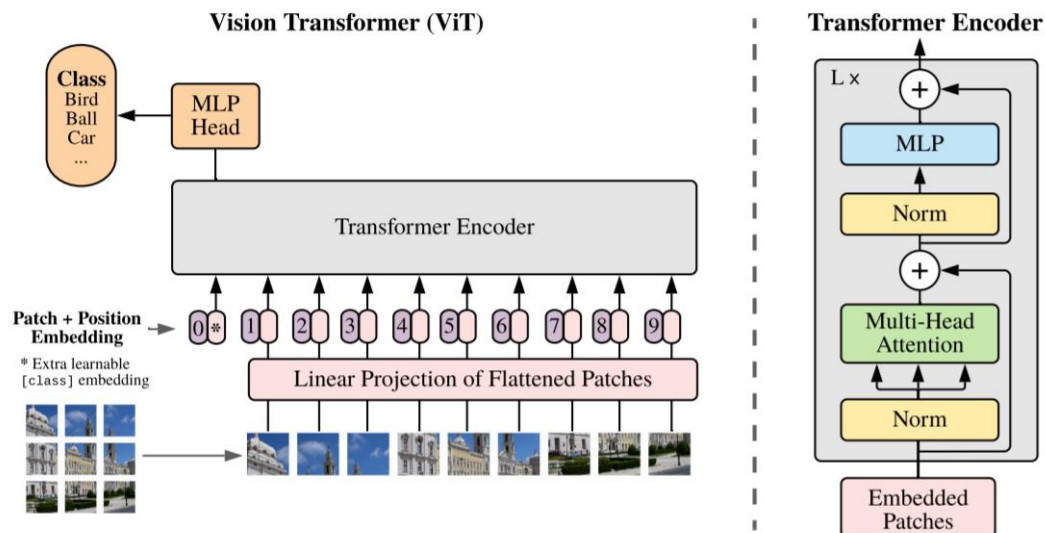 Vision Transformer (ViT)
Class
Bird
Ball
Car
...
MLP
Head
Transformer Encoder
Patch + Position
Embedding
0 * 1 2 3 4 5 6 7 8 9
* Extra learnable
[class] embedding
Linear Projection of Flattened Patches
Transformer Encoder
L ×
+
MLP
Norm
+
Multi-Head
Attention
Norm
Embedded
Patches